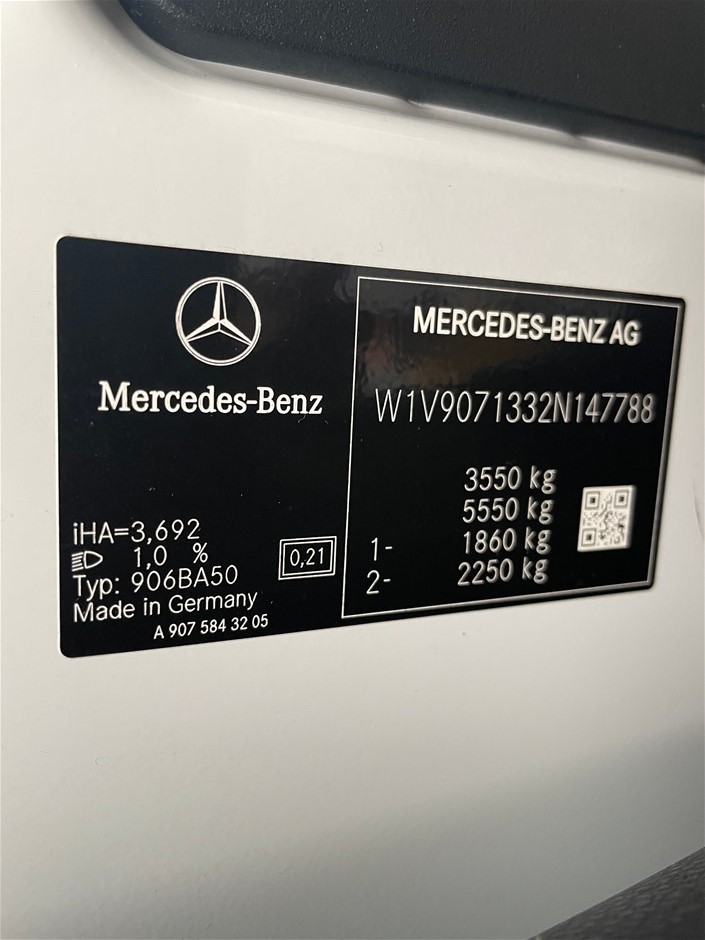 Mercedes-Benz
iHA=3,692
1,0 %
Typ: 906BA50
Made in Germany
A 907 584 32 05
0,21
MERCEDES-BENZ AG
W1V9071332N147788
3550 kg
5550 kg
1- 1860 kg
2- 2250 kg